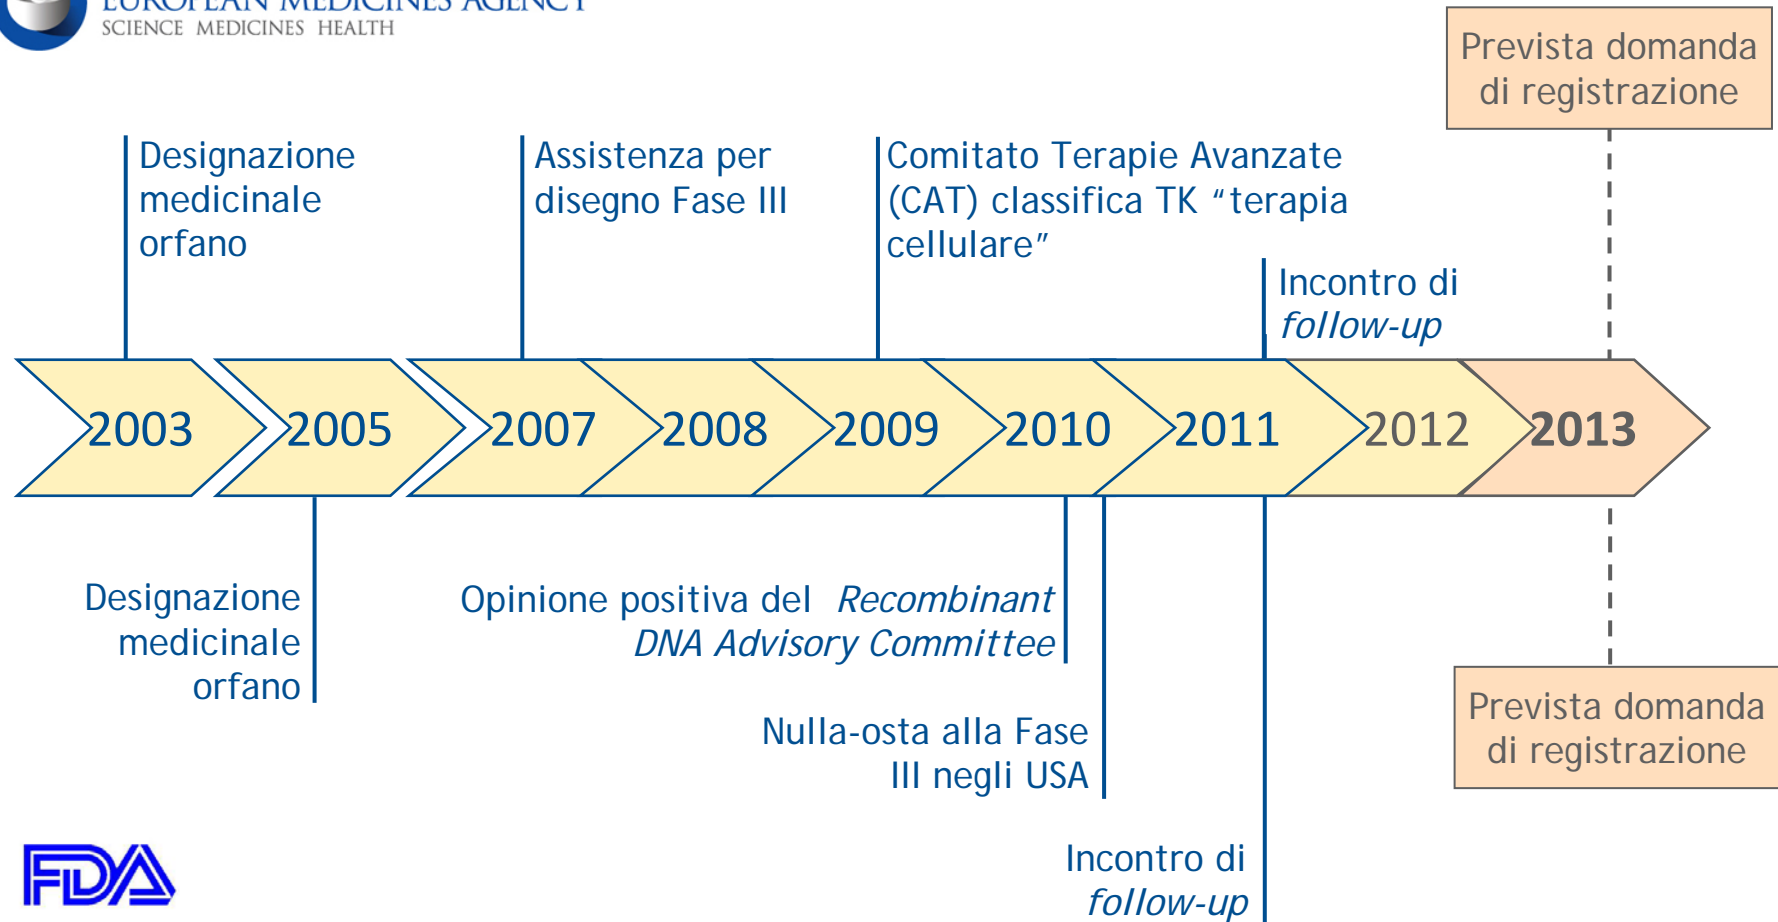 EUROPEAN MEDICINES AGENCY
SCIENCE MEDICINES HEALTH
Prevista domanda
di registrazione
Designazione
medicinale
orfano
Assistenza per
disegno Fase III
Comitato Terapie Avanzate
(CAT) classifica TK “terapia
cellulare”
Incontro di
follow-up
2003
2005
2007
2008
2009
2010
2011
2012
2013
Designazione
medicinale
orfano
Opinione positiva del Recombinant
DNA Advisory Committee
Nulla-osta alla Fase
III negli USA
Incontro di
follow-up
Prevista domanda
di registrazione
FDA